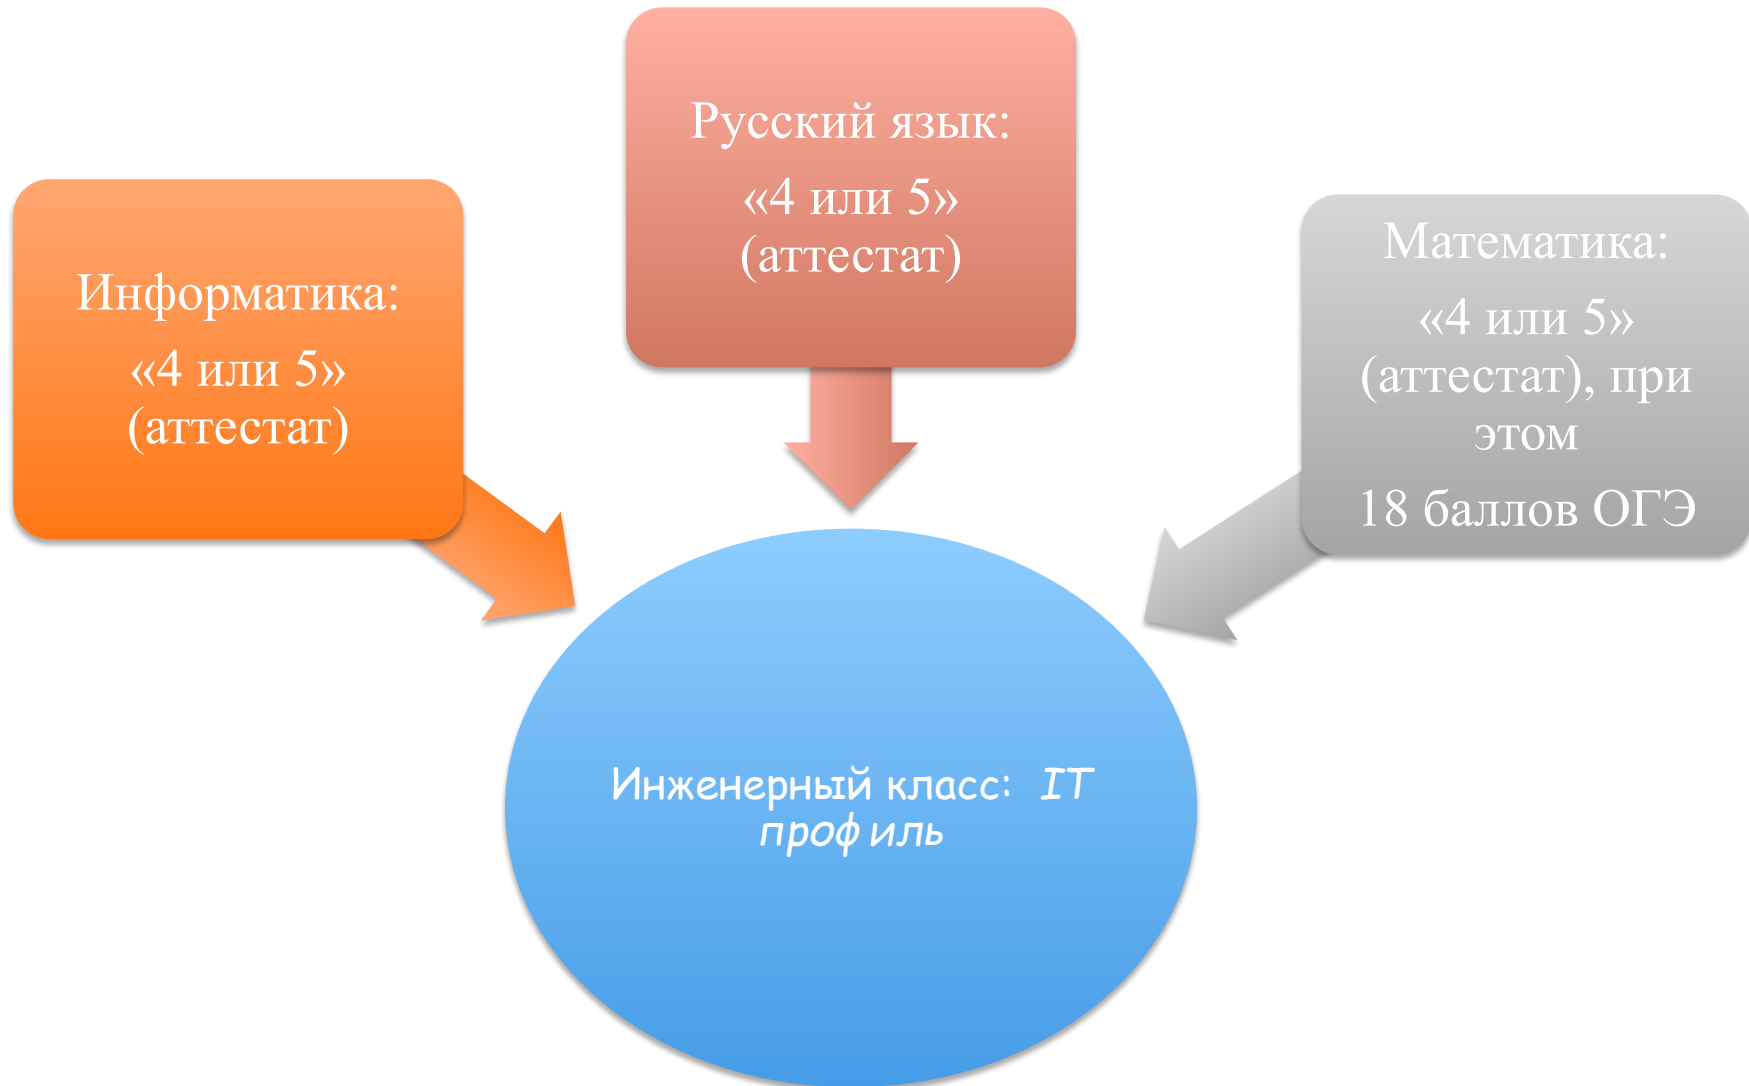 Русский язык:
«4 или 5»
(аттестат)
Информатика:
«4 или 5»
(аттестат)
Математика:
«4 или 5»
(аттестат), при
этом
18 баллов ОГЭ
Инженерный класс: IT
профиль